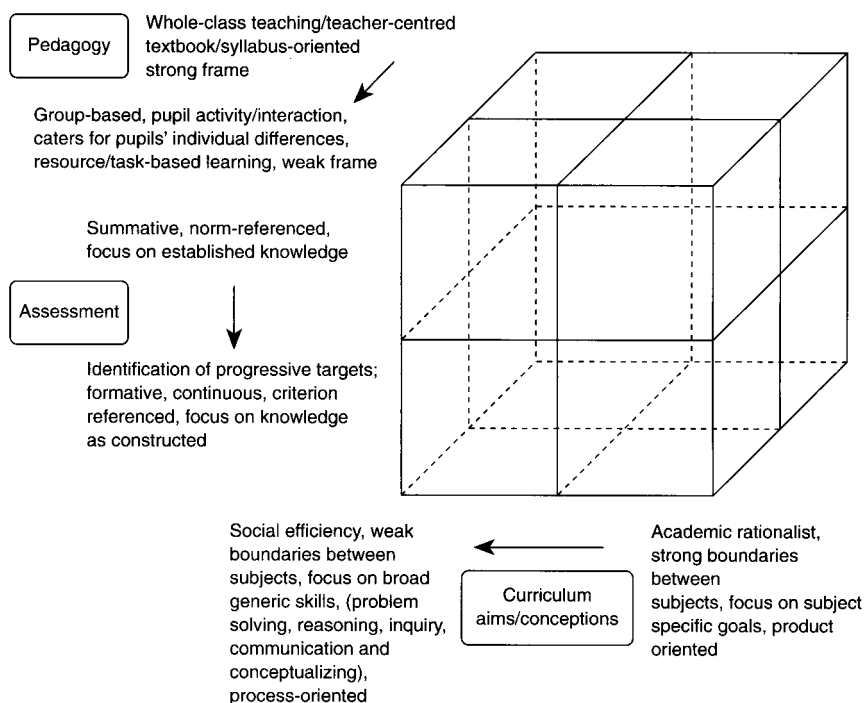 Pedagogy
Whole-class teaching/teacher-centred
textbook/syllabus-oriented
strong frame
Group-based, pupil activity/interaction,
caters for pupils' individual differences,
resource/task-based learning, weak frame
Summative, norm-referenced,
focus on established knowledge
Assessment
Identification of progressive targets;
formative, continuous, criterion
referenced, focus on knowledge
as constructed
Social efficiency, weak
boundaries between
subjects, focus on broad
generic skills, (problem
solving, reasoning, inquiry,
communication and
conceptualizing),
process-oriented
Curriculum
aims/conceptions
Academic rationalist,
strong boundaries
between
subjects, focus on subject
specific goals, product
oriented